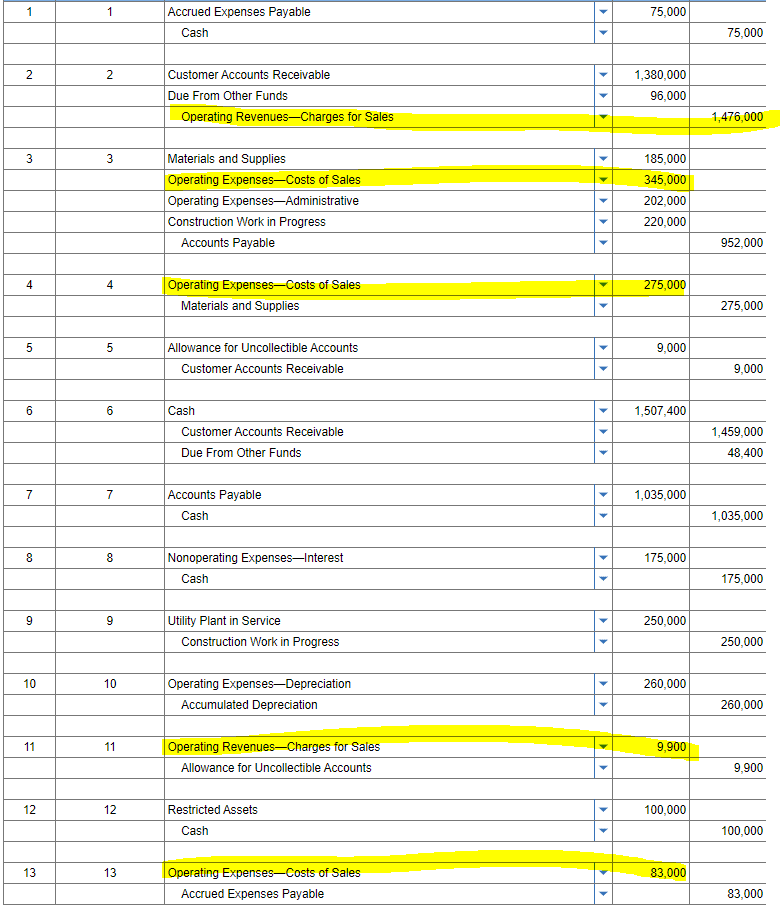 1 1 Accrued Expenses Payable 75,000
Cash 75,000
2 2 Customer Accounts Receivable 1,380,000
Due From Other Funds 96,000
Operating Revenues—Charges for Sales 1,476,000
3 3 Materials and Supplies 185,000
Operating Expenses—Costs of Sales 345,000
Operating Expenses—Administrative 202,000
Construction Work in Progress 220,000
Accounts Payable 952,000
4 4 Operating Expenses—Costs of Sales 275,000
Materials and Supplies 275,000
5 5 Allowance for Uncollectible Accounts 9,000
Customer Accounts Receivable 9,000
6 6 Cash 1,507,400
Customer Accounts Receivable 1,459,000
Due From Other Funds 48,400
7 7 Accounts Payable 1,035,000
Cash 1,035,000
8 8 Nonoperating Expenses—Interest 175,000
Cash 175,000
9 9 Utility Plant in Service 250,000
Construction Work in Progress 250,000
10 10 Operating Expenses—Depreciation 260,000
Accumulated Depreciation 260,000
11 11 Operating Revenues—Charges for Sales 9,900
Allowance for Uncollectible Accounts 9,900
12 12 Restricted Assets 100,000
Cash 100,000
13 13 Operating Expenses—Costs of Sales 83,000
Accrued Expenses Payable 83,000